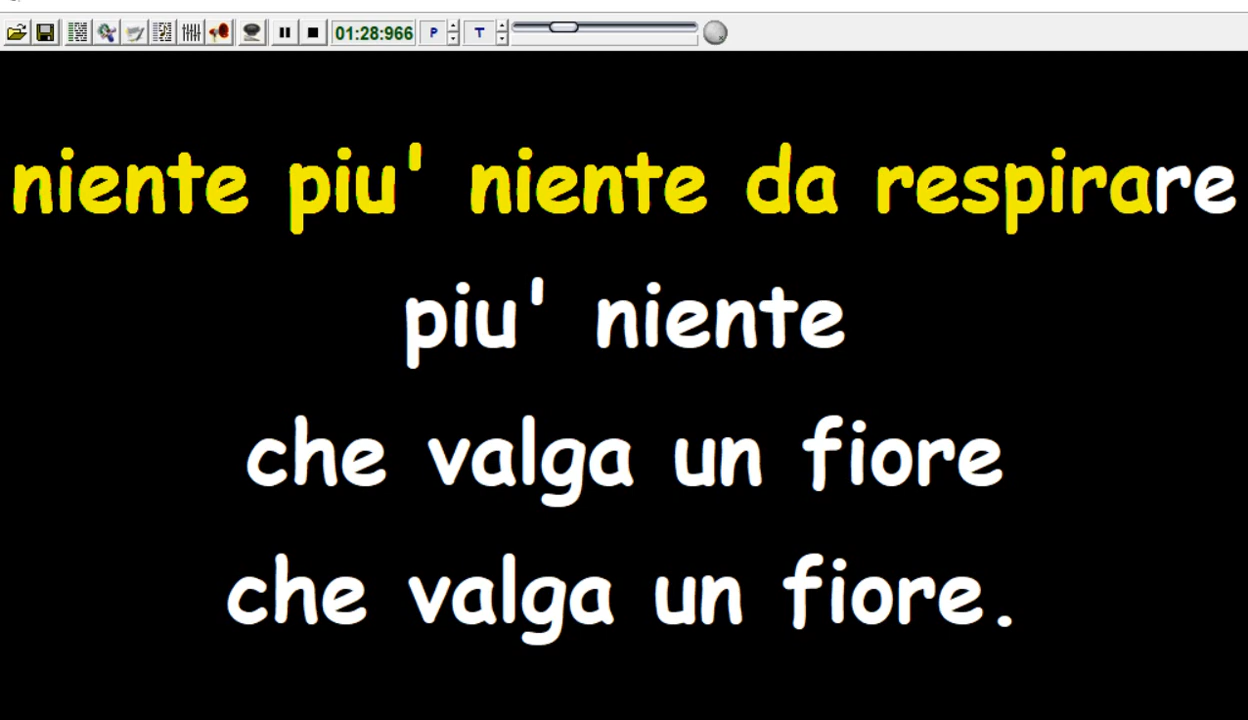 01:28:966 P T
niente piu' niente da respirare
piu' niente
che valga un fiore
che valga un fiore.